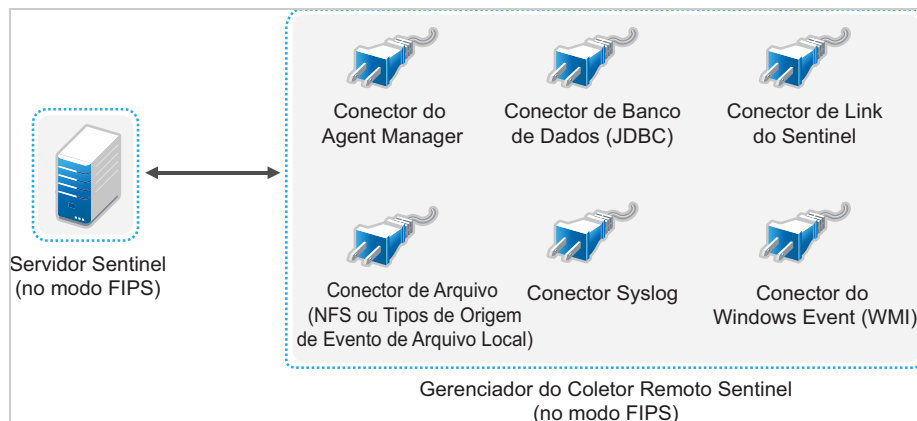 Conector do
Agent Manager
Conector de Banco
de Dados (JDBC)
Conector de Link
do Sentinel
Servidor Sentinel
(no modo FIPS)
Conector de Arquivo
(NFS ou Tipos de Origem
de Evento de Arquivo Local)
Conector Syslog
Conector do
Windows Event (WMI)
Gerenciador do Coletor Remoto Sentinel
(no modo FIPS)